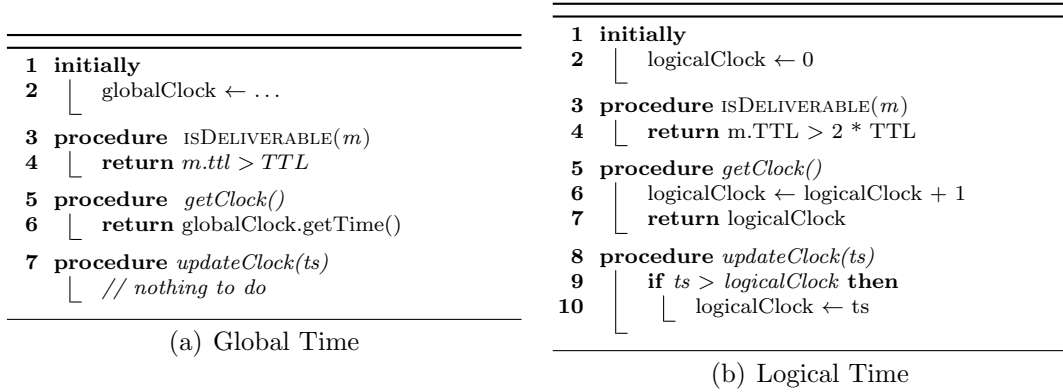 1 initially
2 globalClock ← . . .
3 procedure ISDELIVERABLE(m)
4 return m.ttl > TTL
5 procedure getClock()
6 return globalClock.getTime()
7 procedure updateClock(ts)
// nothing to do
(a) Global Time
1 initially
2 logicalClock ← 0
3 procedure ISDELIVERABLE(m)
4 return m.TTL > 2 * TTL
5 procedure getClock()
6 logicalClock ← logicalClock + 1
7 return logicalClock
8 procedure updateClock(ts)
9 if ts > logicalClock then
10 logicalClock ← ts
(b) Logical Time